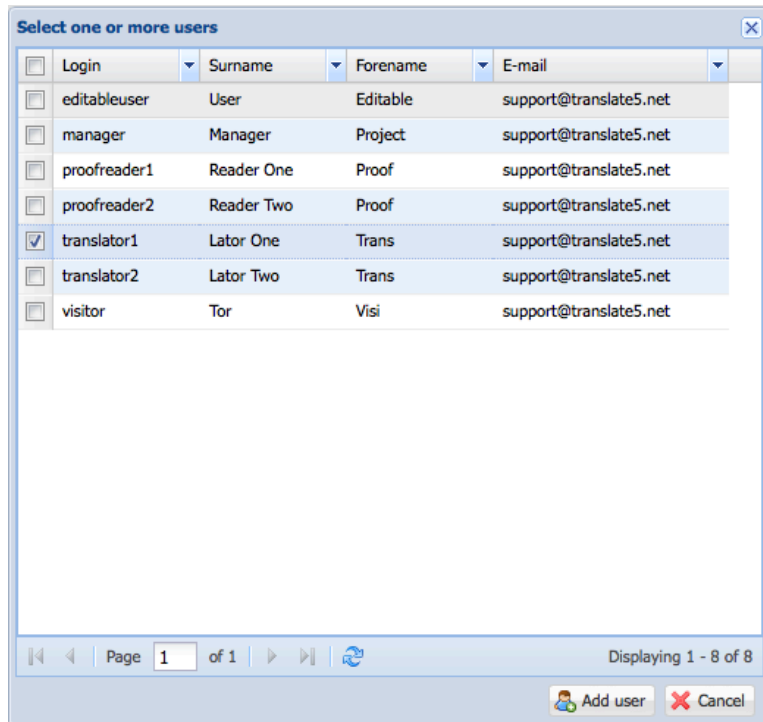 Select one or more users
Login Surname Forename E-mail
editableuser User Editable support@translate5.net
manager Manager Project support@translate5.net
proofreader1 Reader One Proof support@translate5.net
proofreader2 Reader Two Proof support@translate5.net
translator1 Lator One Trans support@translate5.net
translator2 Lator Two Trans support@translate5.net
visitor Tor Visi support@translate5.net
Page 1 of 1 Displaying 1 - 8 of 8
Add user Cancel